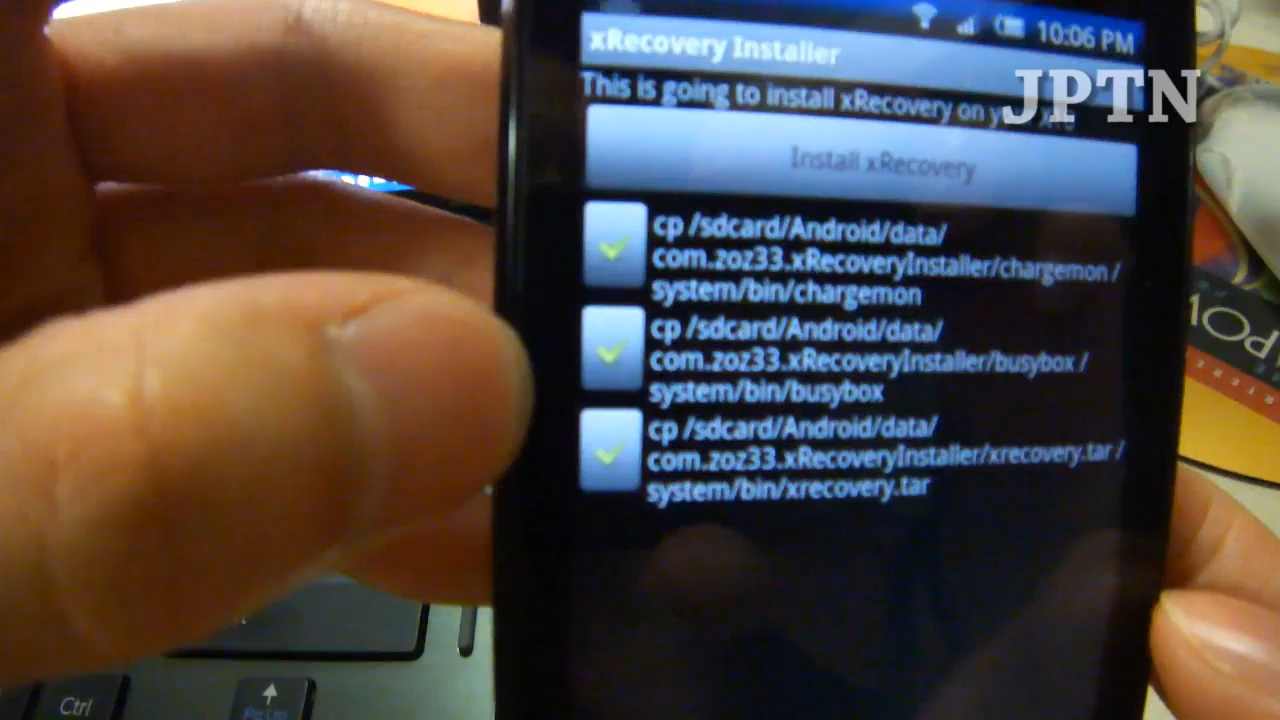 10:06 PM
xRecovery Installer
JPTN
This is going to install xRecovery on your X10
Install xRecovery
cp /sdcard/Android/data/
com.zoz33.xRecoveryInstaller/chargemon /
system/bin/chargemon
cp /sdcard/Android/data/
com.zoz33.xRecoveryInstaller/busybox /
system/bin/busybox
cp /sdcard/Android/data/
com.zoz33.xRecoveryInstaller/xrecovery.tar /
system/bin/xrecovery.tar
Ctrl